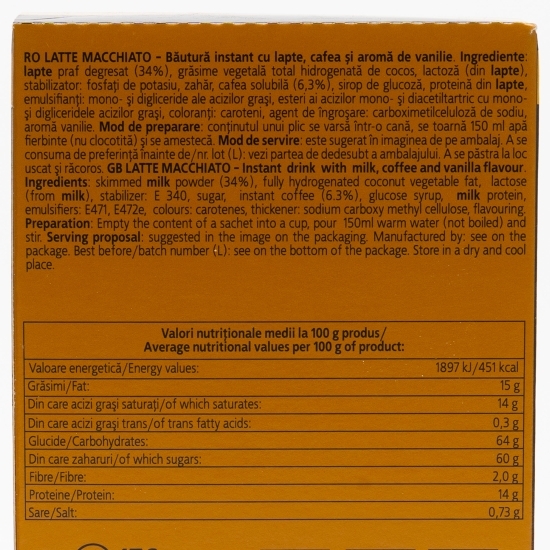 RO LATTE MACCHIATO - Băutură instant cu lapte, cafea și aromă de vanilie. Ingrediente:
lapte praf degresat (34%), grăsime vegetală total hidrogenată de cocos, lactoză (din lapte),
stabilizator: fosfați de potasiu, zahăr, cafea solubilă (6,3%), sirop de glucoză, proteină din lapte,
emulsifianți: mono- și digliceride ale acizilor grași, esteri ai acizilor mono- și diacetiltartric cu mono-
și digliceridele acizilor grași, coloranți: caroteni, agent de îngroșare: carboximetilceluloză de sodiu,
aromă vanilie. Mod de preparare: conținutul unui plic se varsă într-o cană, se toarnă 150 ml apă
fierbinte (nu clocotită) și se amestecă. Mod de servire: este sugerat în imaginea de pe ambalaj. A se
consuma de preferință înainte de/nr. lot (L): vezi partea de dedesubt a ambalajului. A se păstra la loc
uscat și răcoros. GB LATTE MACCHIATO - Instant drink with milk, coffee and vanilla flavour.
Ingredients: skimmed milk powder (34%), fully hydrogenated coconut vegetable fat, lactose
(from milk), stabilizer: E 340, sugar, instant coffee (6.3%), glucose syrup, milk protein,
emulsifiers: E471, E472e, colours: carotenes, thickener: sodium carboxy methyl cellulose, flavouring.
Preparation: Empty the content of a sachet into a cup, pour 150ml warm water (not boiled) and
stir. Serving proposal: suggested in the image on the packaging. Manufactured by: see on the
package. Best before/batch number (L): see on the bottom of the package. Store in a dry and cool
place.
Valori nutriționale medii la 100 g produs/
Average nutritional values per 100 g of product:
Valoare energetică/Energy values: 1897 kJ/451 kcal
Grăsimi/Fat: 15 g
Din care acizi grași saturați/of which saturates: 14 g
Din care acizi grași trans/of trans fatty acids: 0,3 g
Glucide/Carbohydrates: 64 g
Din care zaharuri/of which sugars: 60 g
Fibre/Fibre: 2,0 g
Proteine/Protein: 14 g
Sare/Salt: 0,73 g